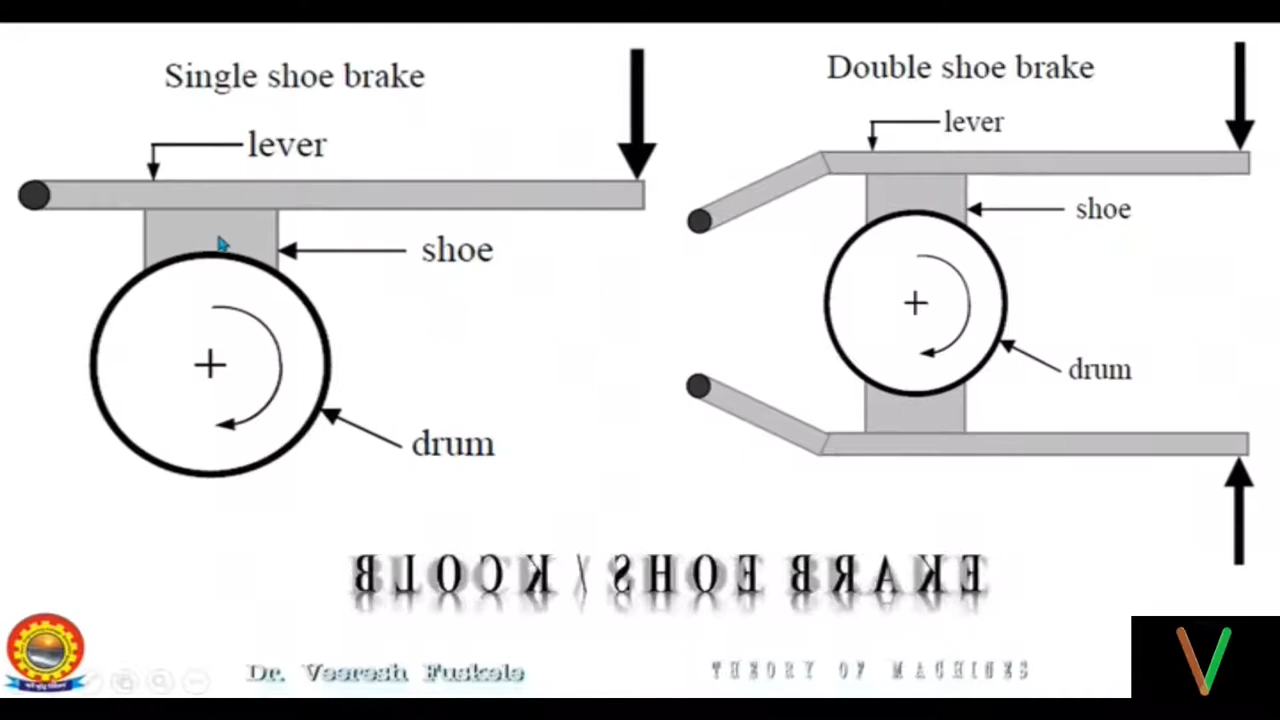 Single shoe brake
lever
shoe
drum
Double shoe brake
lever
shoe
drum
BLOCK / SHOE BRAKE
Dr. Veeresh Fuskele
THEORY OF MACHINES